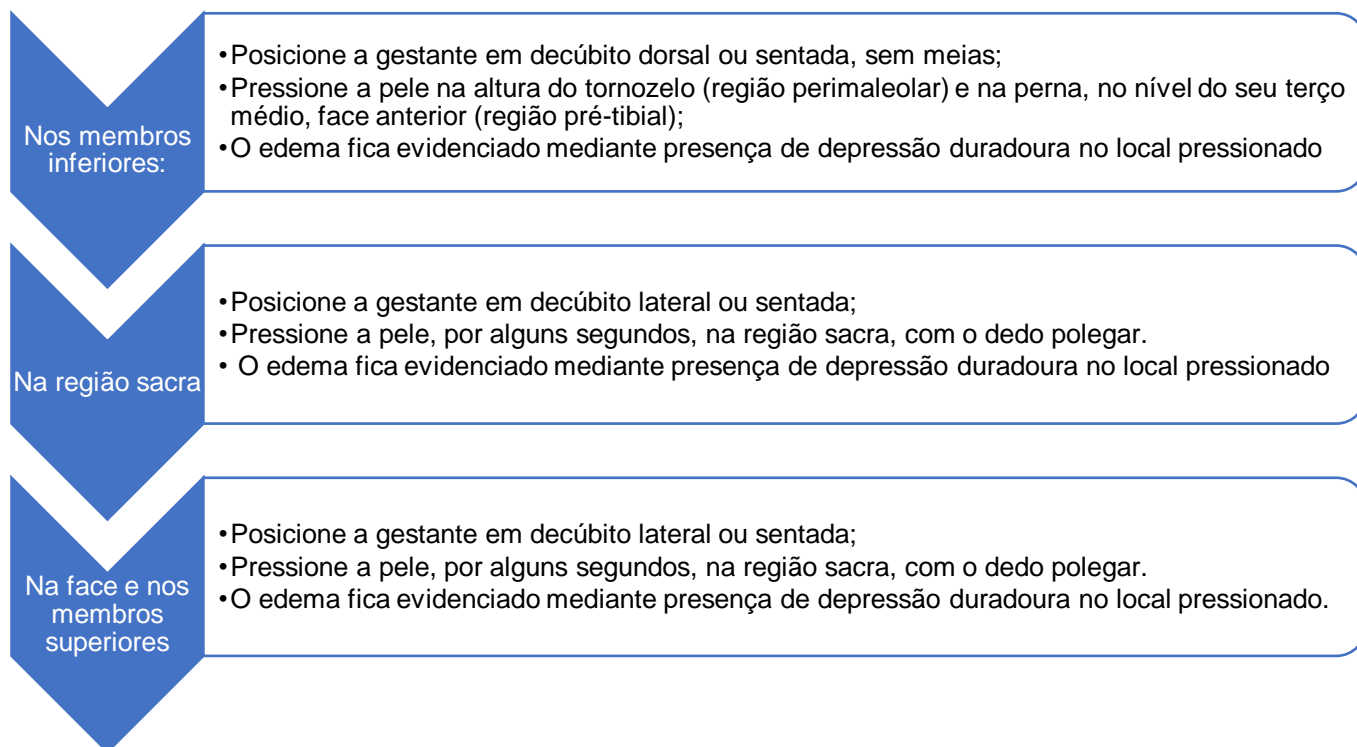 Nos membros
inferiores:
•Posicione a gestante em decúbito dorsal ou sentada, sem meias;
•Pressione a pele na altura do tornozelo (região perimaleolar) e na perna, no nível do seu terço
médio, face anterior (região pré-tibial);
•O edema fica evidenciado mediante presença de depressão duradoura no local pressionado
Na região sacra
•Posicione a gestante em decúbito lateral ou sentada;
•Pressione a pele, por alguns segundos, na região sacra, com o dedo polegar.
• O edema fica evidenciado mediante presença de depressão duradoura no local pressionado
Na face e nos
membros
superiores
•Posicione a gestante em decúbito lateral ou sentada;
•Pressione a pele, por alguns segundos, na região sacra, com o dedo polegar.
•O edema fica evidenciado mediante presença de depressão duradoura no local pressionado.